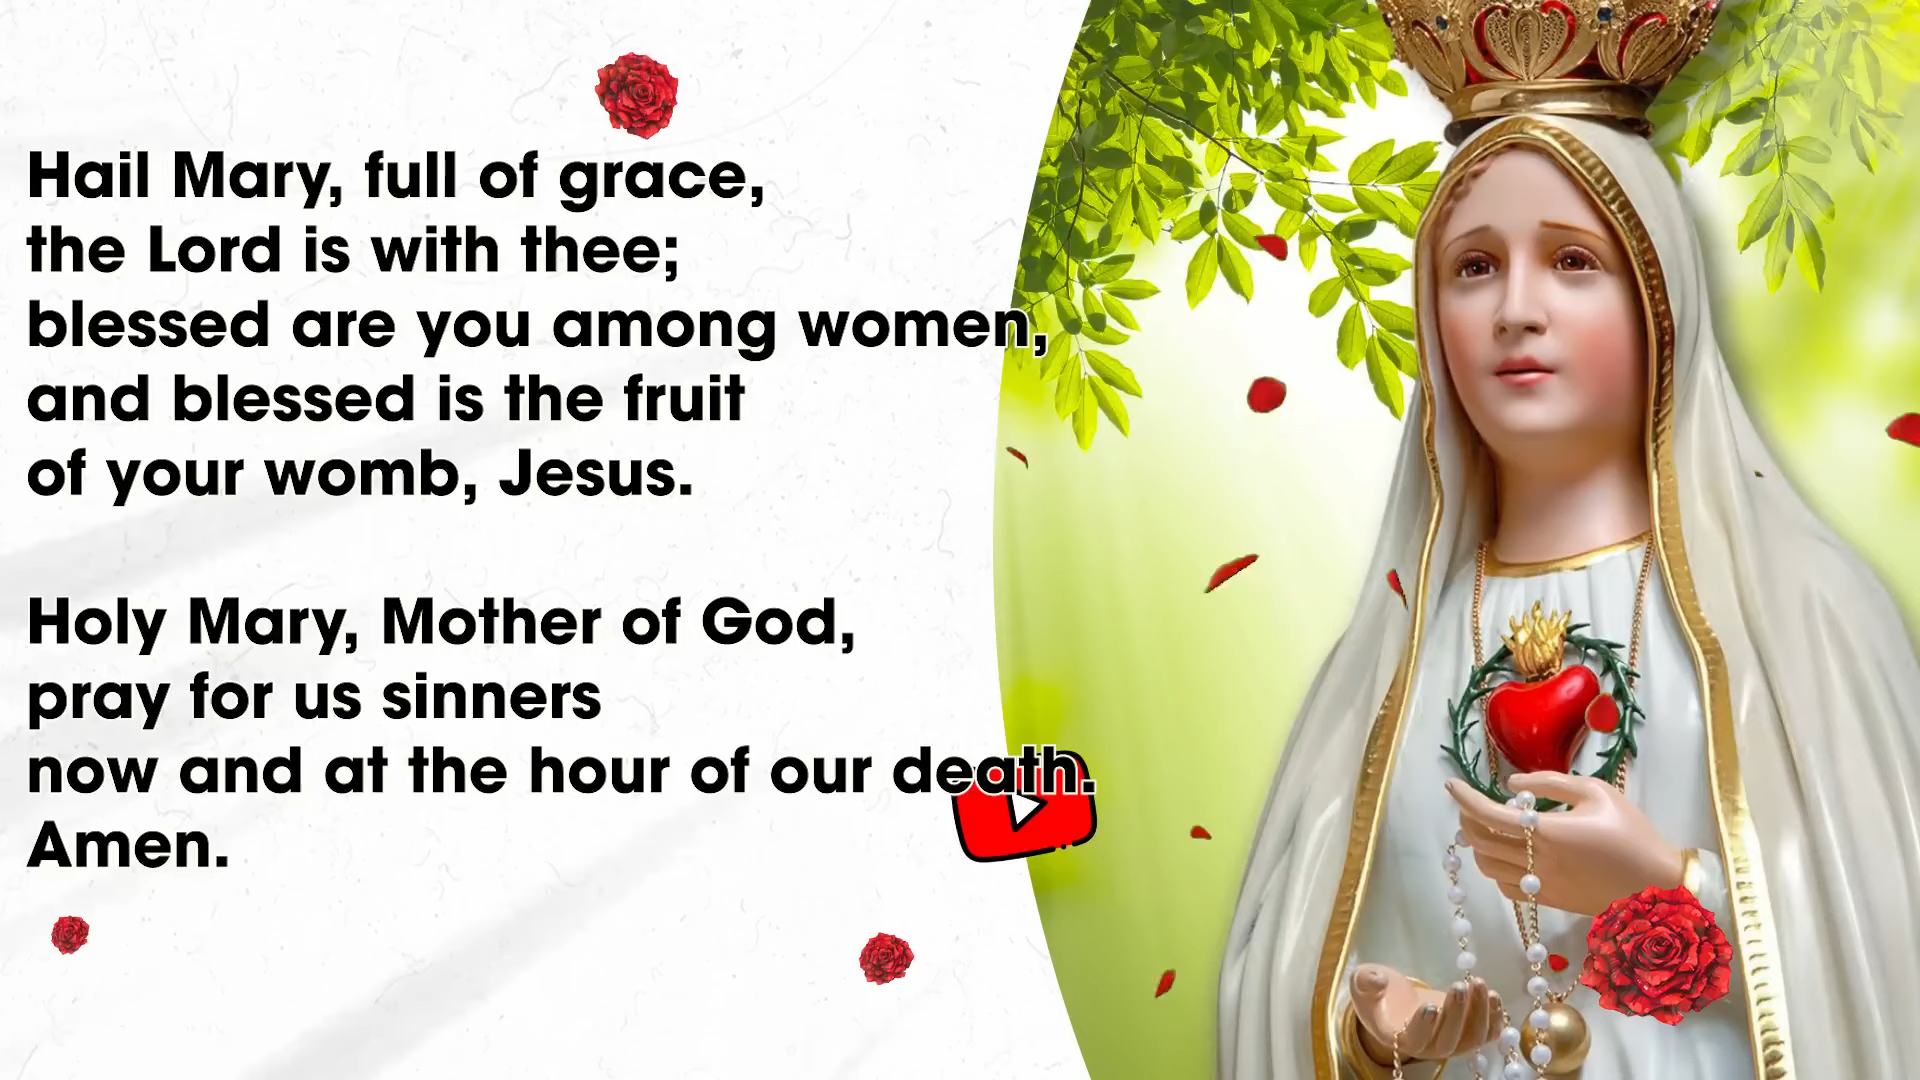 Hail Mary, full of grace,
the Lord is with thee;
blessed are you among women,
and blessed is the fruit
of your womb, Jesus.
Holy Mary, Mother of God,
pray for us sinners
now and at the hour of our death.
Amen.